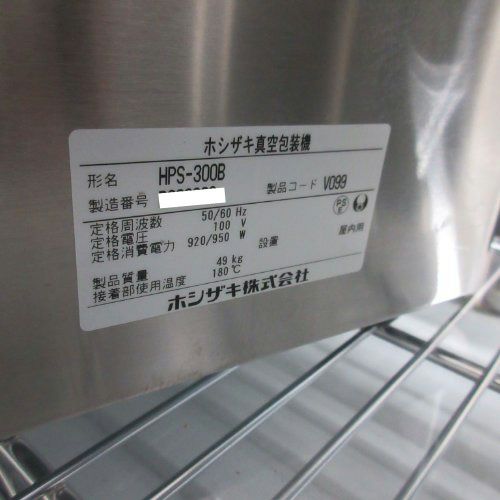 ホシザキ真空包装機
形名 HPS-300B
製造番号 製品コード V099
定格周波数 50/60 Hz
定格電圧 100 V
定格消費電力 920/950 W 設置 屋内用
製品質量 49 kg
接着部使用温度 180℃
ホシザキ株式会社
PS
E